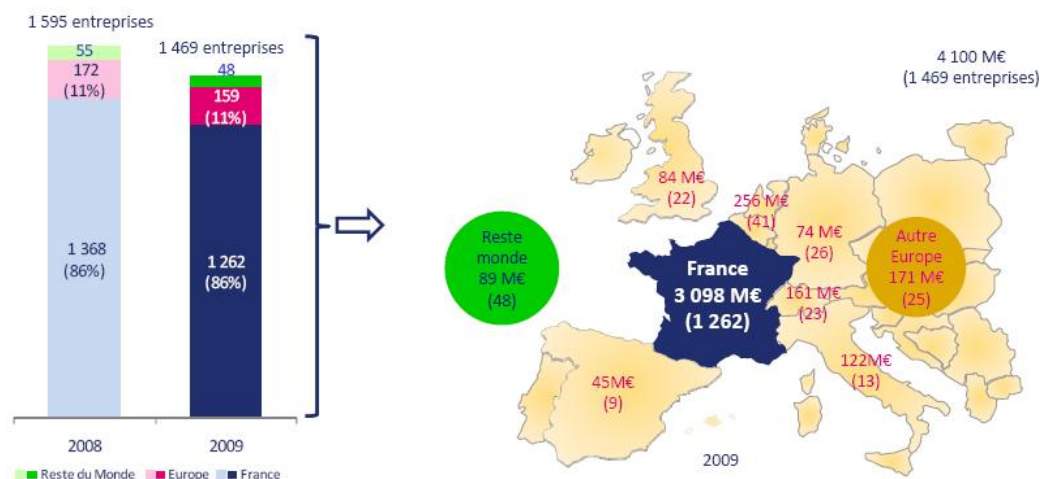 1 595 entreprises
55
172
(11%)
1 368
(86%)
2008
1 469 entreprises
48
159
(11%)
1 262
(86%)
2009
Reste du Monde
Europe
France
4 100 M€
(1 469 entreprises)
84 M€
(22)
256 M€
(41)
74 M€
(26)
Reste
monde
89 M€
(48)
France
3 098 M€
(1 262)
161 M€
(23)
Autre
Europe
171 M€
(25)
122M€
(13)
45M€
(9)
2009